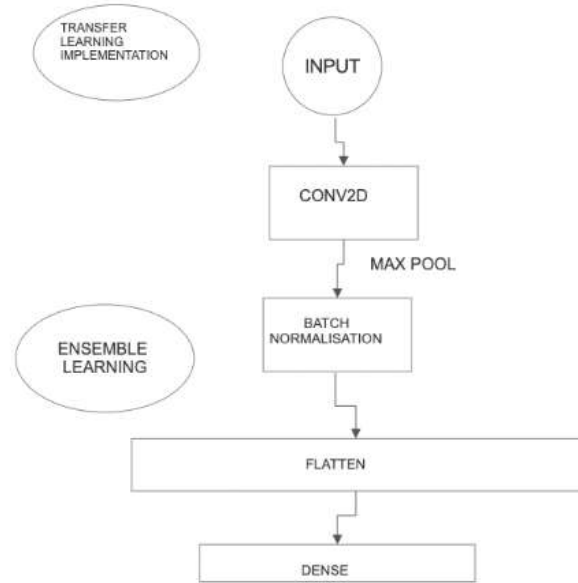 TRANSFER
LEARNING
IMPLEMENTATION
INPUT
CONV2D
MAX POOL
BATCH
NORMALISATION
ENSEMBLE
LEARNING
FLATTEN
DENSE